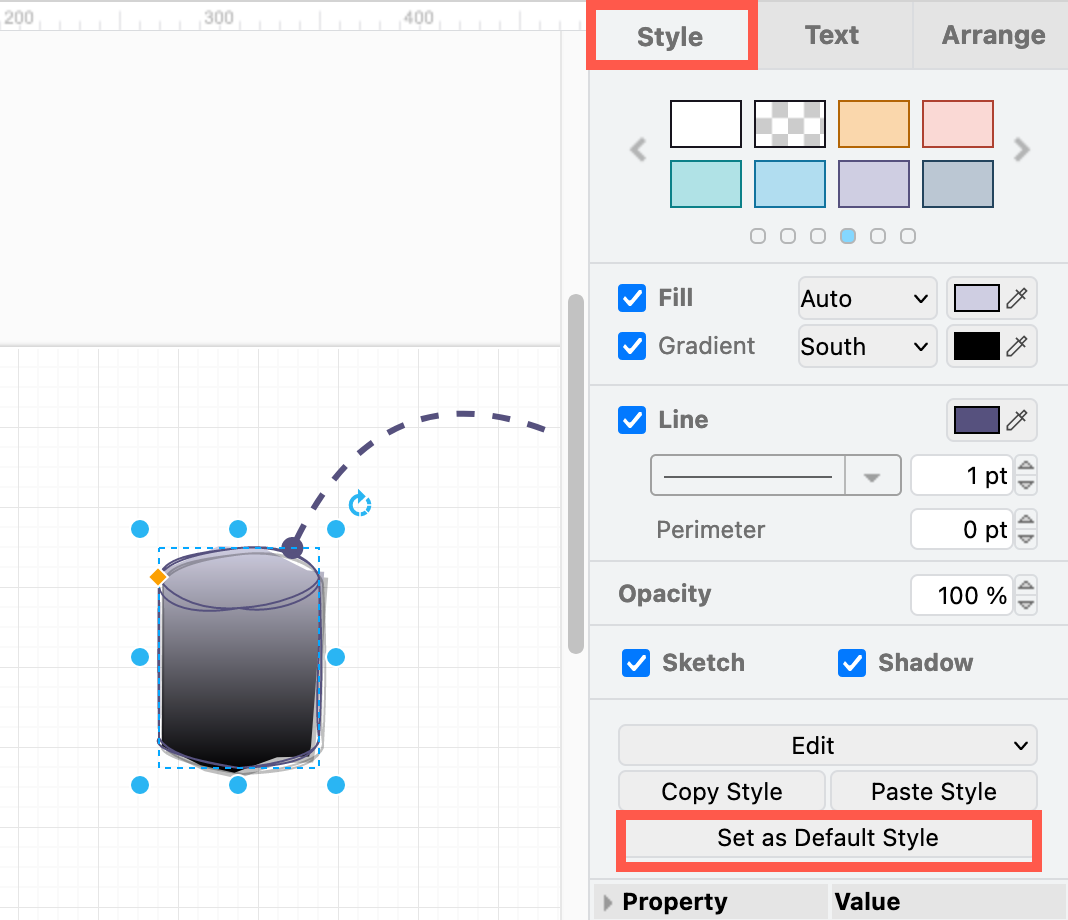 200 300 400
Style Text Arrange
Fill Auto
Gradient South
Line
1 pt
Perimeter 0 pt
Opacity 100 %
Sketch Shadow
Edit
Copy Style Paste Style
Set as Default Style
Property Value